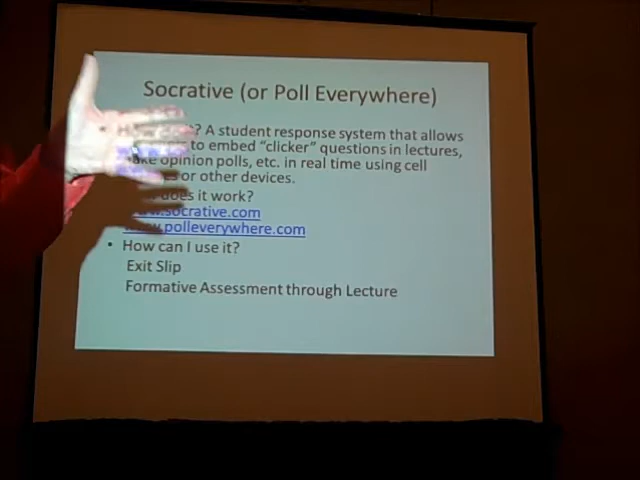 Socrative (or Poll Everywhere)
• ? A student response system that allows
to embed “clicker” questions in lectures,
opinion polls, etc. in real time using cell
or other devices.
does it work?
www.socrative.com
www.polleverywhere.com
• How can I use it?
Exit Slip
Formative Assessment through Lecture